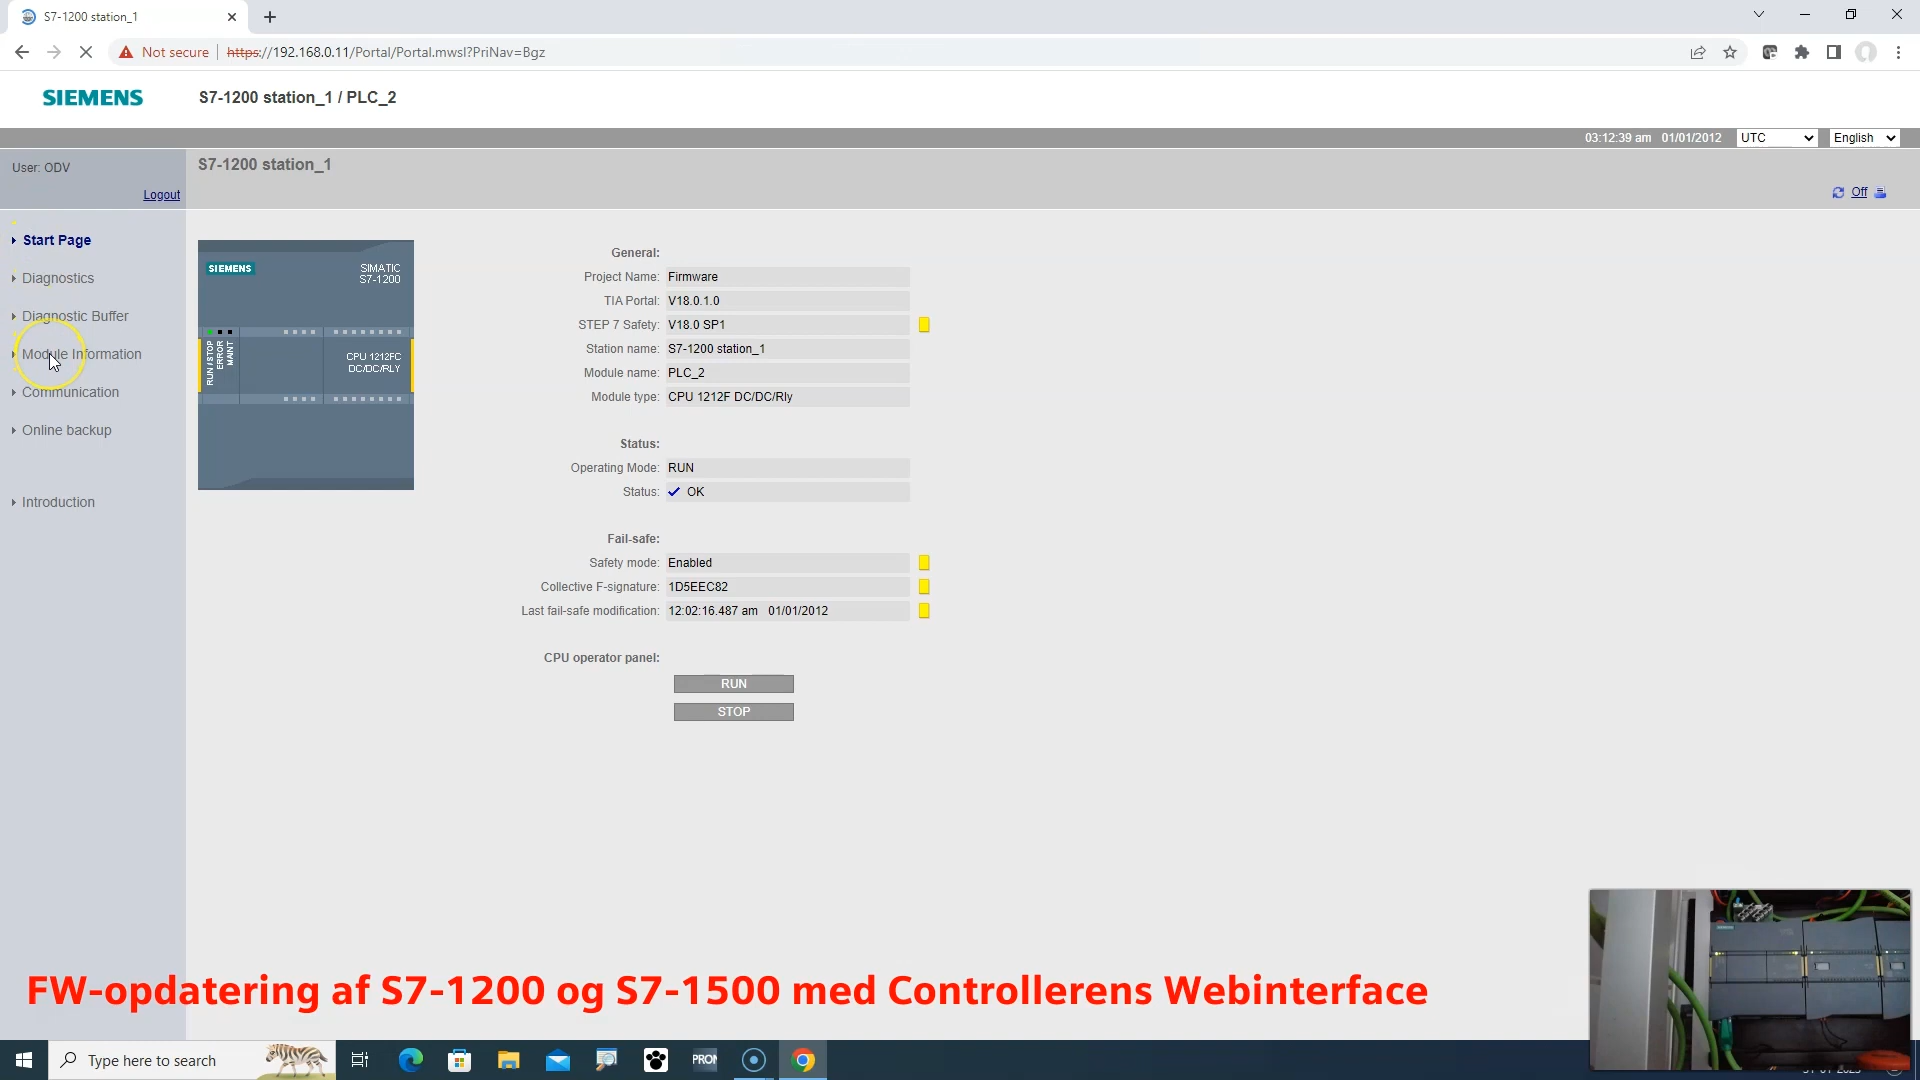 S7-1200 station_1
Not secure
https://192.168.0.11/Portal/Portal.mwsl?PriNav=Bgz
SIEMENS
S7-1200 station_1 / PLC_2
03:12:39 am 01/01/2012
UTC
English
User: ODV
Logout
S7-1200 station_1
Off
Start Page
Diagnostics
Diagnostic Buffer
Module Information
Communication
Online backup
Introduction
SIEMENS
SIMATIC
S7-1200
RUN / STOP
ERROR
MAINT
CPU 1212FC
DC/DC/RLY
General:
Project Name: Firmware
TIA Portal: V18.0.1.0
STEP 7 Safety: V18.0 SP1
Station name: S7-1200 station_1
Module name: PLC_2
Module type: CPU 1212F DC/DC/Rly
Status:
Operating Mode: RUN
Status: OK
Fail-safe:
Safety mode: Enabled
Collective F-signature: 1D5EEC82
Last fail-safe modification: 12:02:16.487 am 01/01/2012
CPU operator panel:
RUN
STOP
FW-opdatering af S7-1200 og S7-1500 med Controllerens Webinterface
Type here to search